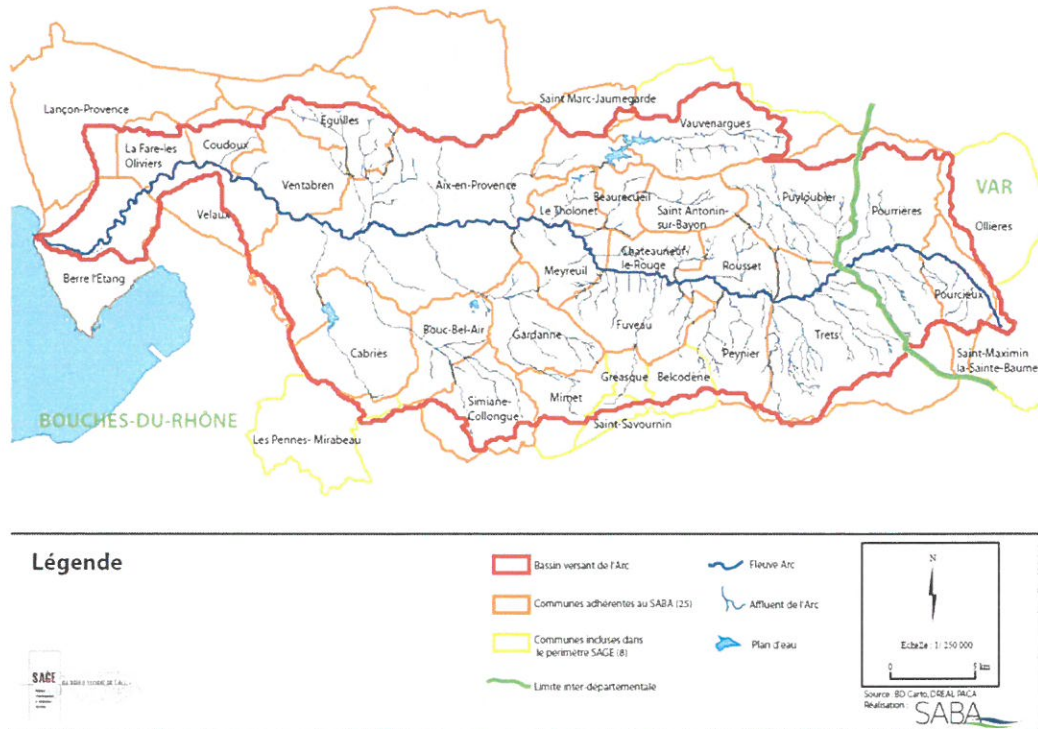 Lançon-Provence
Saint Marc-Jaumegarde
Eguilles
Vauvenargues
La Fare-les
Oliviers
Coudoux
Ventabren
Aix-en-Provence
VAR
Beaurecueil
Puyloubier
Pourrières
Le Tholonet
Saint Antonin-
sur-Bayon
Ollières
Velaux
Chateauneuf-
le-Rouge
Rousset
Meyreuil
Berre l'Etang
Pourcieux
Bouc-Bel-Air
Gardanne
Fuveau
Trets
Cabriès
Peynier
Saint-Maximin
la-Sainte-Baume
Gréasque
Belcodène
Simiane-
Collongue
Mimet
BOUCHES-DU-RHÔNE
Saint-Savournin
Les Pennes- Mirabeau
Légende
Bassin versant de l'Arc
Communes adhérentes au SABA (25)
Communes incluses dans
le périmètre SAGE (8)
Limite inter-départementale
Fleuve Arc
Affluent de l'Arc
Plan d'eau
N
Echelle : 1: 250 000
0 5 km
Source : BD Carto, DREAL PACA
Réalisation :
SABA
SAGE